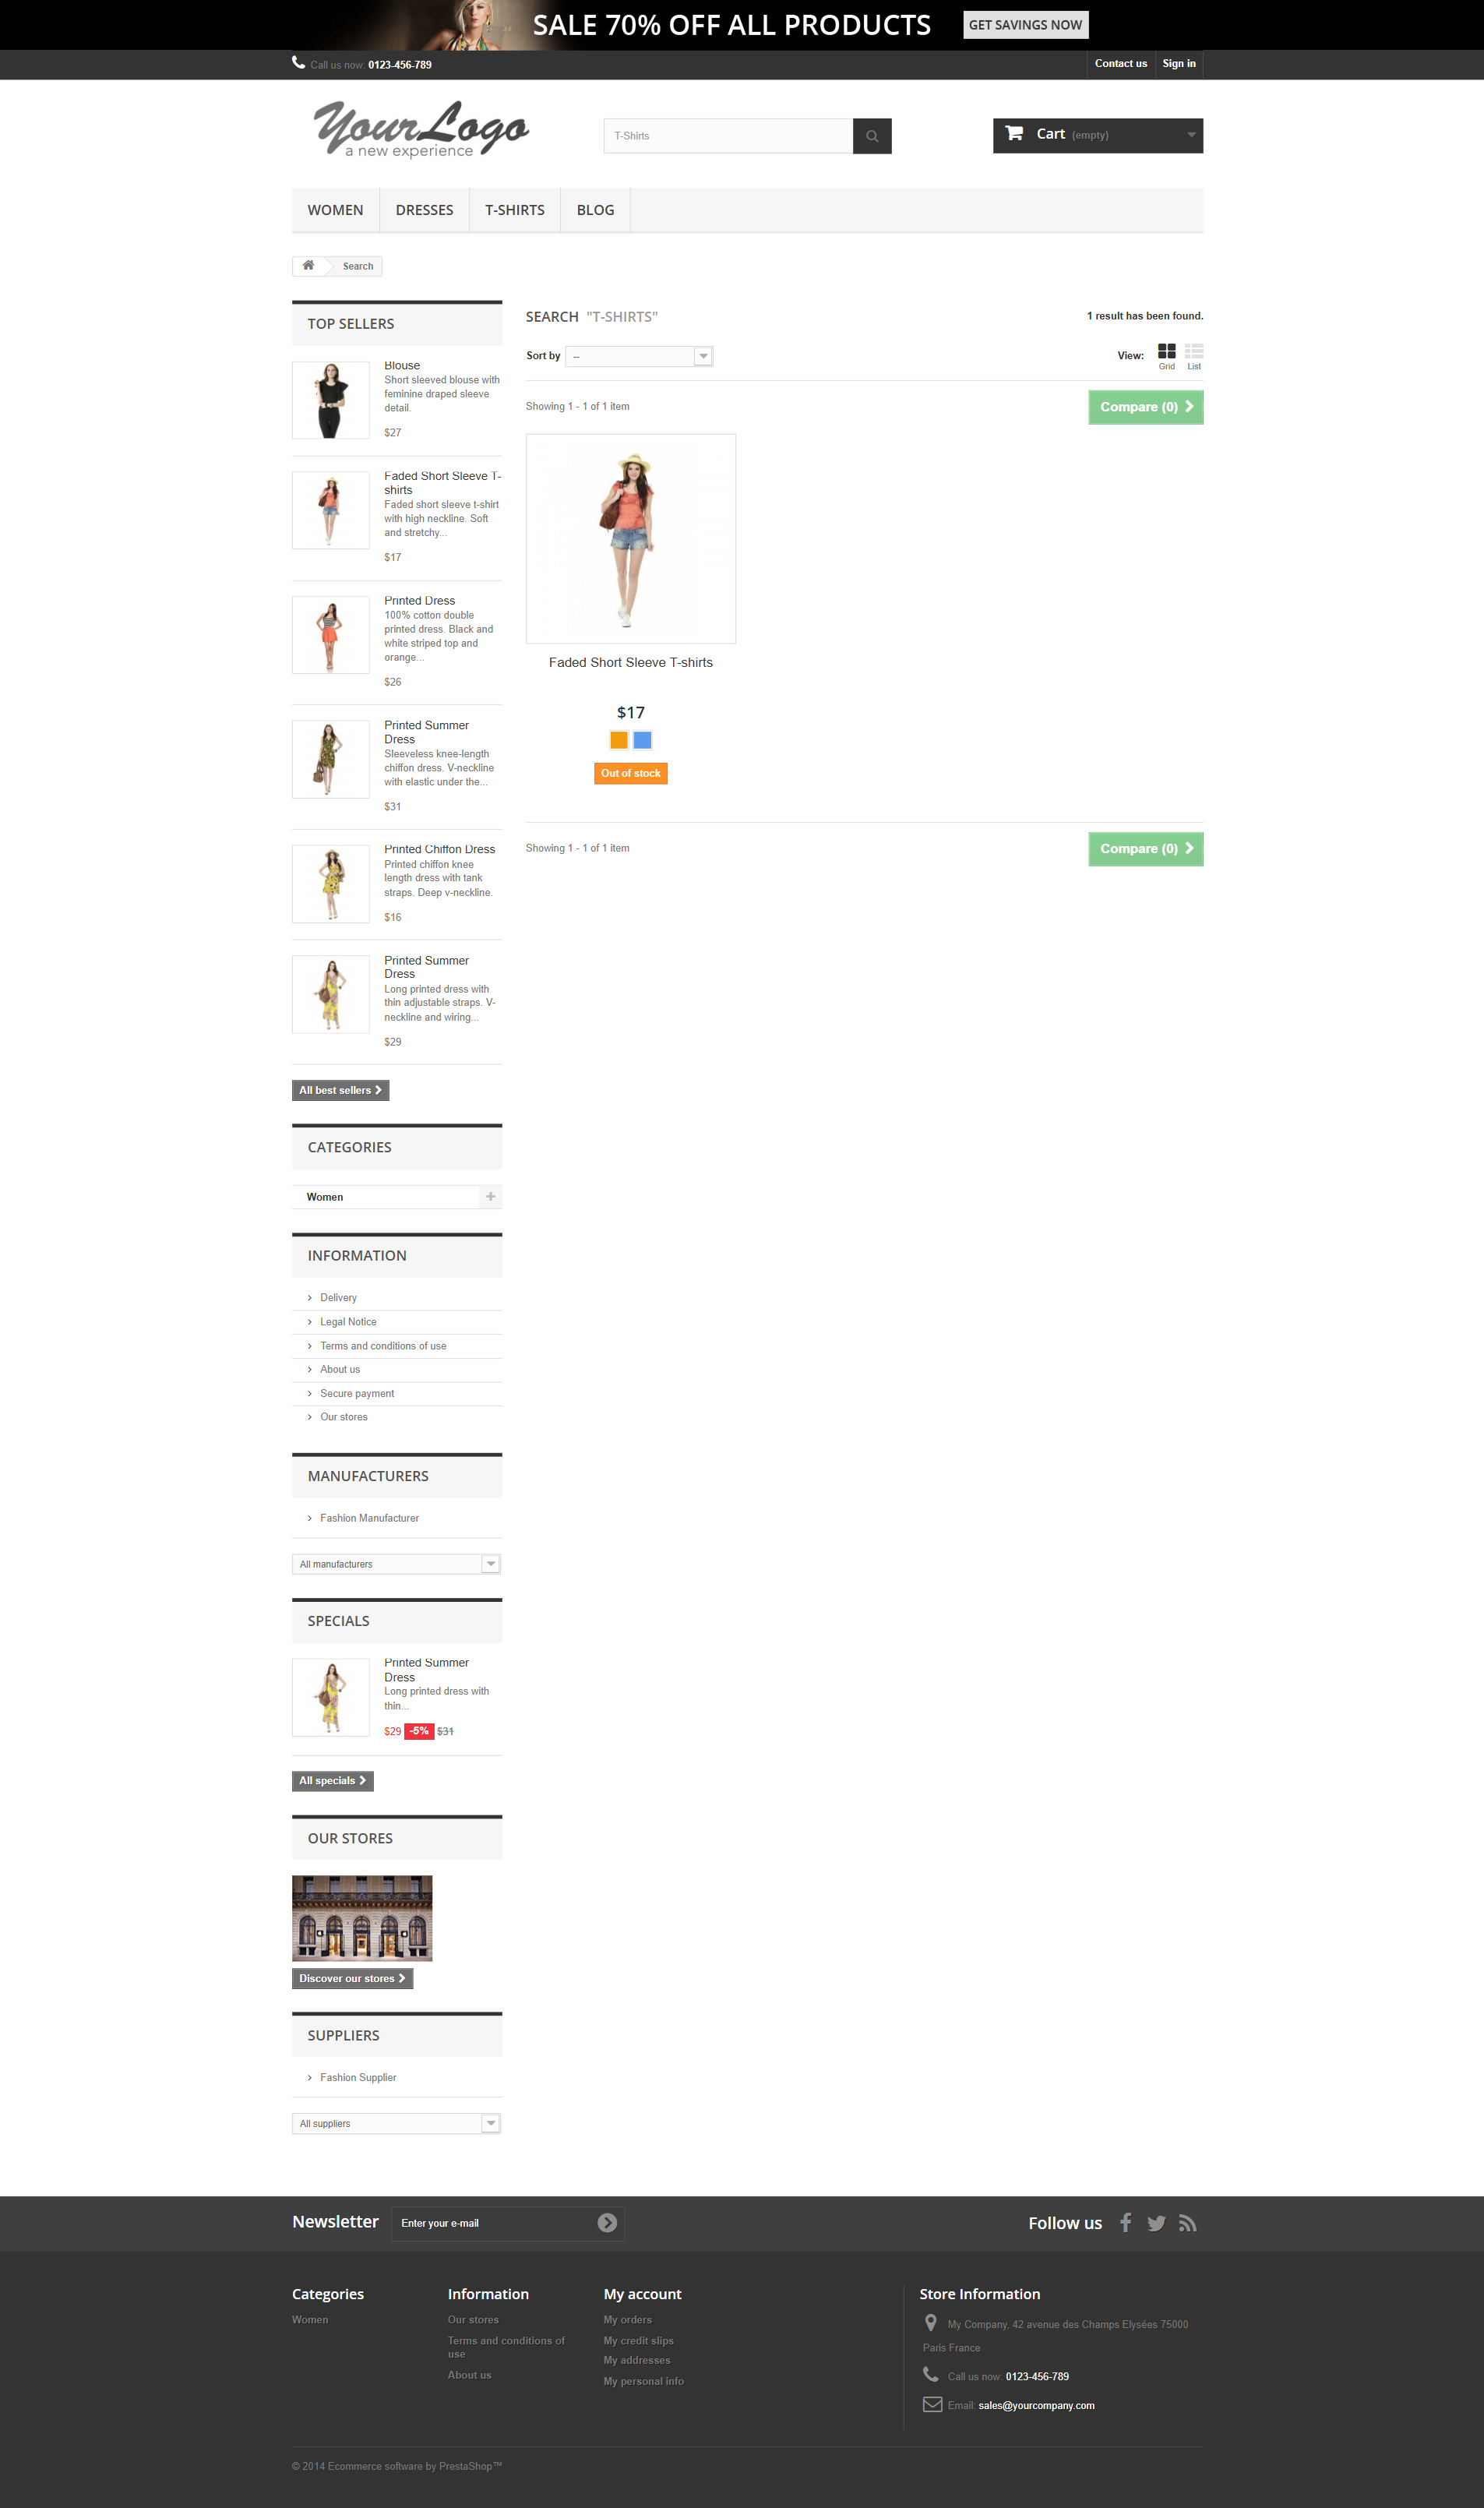 SALE 70% OFF ALL PRODUCTS
GET SAVINGS NOW
Call us now: 0123-456-789
Contact us
Sign in
YourLogo
a new experience
T-Shirts
Cart (empty)
WOMEN
DRESSES
T-SHIRTS
BLOG
Search
TOP SELLERS
Blouse
Short sleeved blouse with
feminine draped sleeve
detail.
$27
Faded Short Sleeve T-
shirts
Faded short sleeve t-shirt
with high neckline. Soft
and stretchy...
$17
Printed Dress
100% cotton double
printed dress. Black and
white striped top and
orange...
$26
Printed Summer
Dress
Sleeveless knee-length
chiffon dress. V-neckline
with elastic under the...
$31
Printed Chiffon Dress
Printed chiffon knee
length dress with tank
straps. Deep v-neckline.
$16
Printed Summer
Dress
Long printed dress with
thin adjustable straps. V-
neckline and wiring...
$29
All best sellers
CATEGORIES
Women
INFORMATION
Delivery
Legal Notice
Terms and conditions of use
About us
Secure payment
Our stores
MANUFACTURERS
Fashion Manufacturer
All manufacturers
SPECIALS
Printed Summer
Dress
Long printed dress with
thin...
$29 -5% $31
All specials
OUR STORES
Discover our stores
SUPPLIERS
Fashion Supplier
All suppliers
SEARCH "T-SHIRTS"
1 result has been found.
Sort by
--
View:
Grid
List
Showing 1 - 1 of 1 item
Compare (0)
Faded Short Sleeve T-shirts
$17
Out of stock
Showing 1 - 1 of 1 item
Compare (0)
Newsletter
Enter your e-mail
Follow us
Categories
Women
Information
Our stores
Terms and conditions of
use
About us
My account
My orders
My credit slips
My addresses
My personal info
Store Information
My Company, 42 avenue des Champs Elysées 75000
Paris France
Call us now: 0123-456-789
Email: sales@yourcompany.com
© 2014 Ecommerce software by PrestaShop™